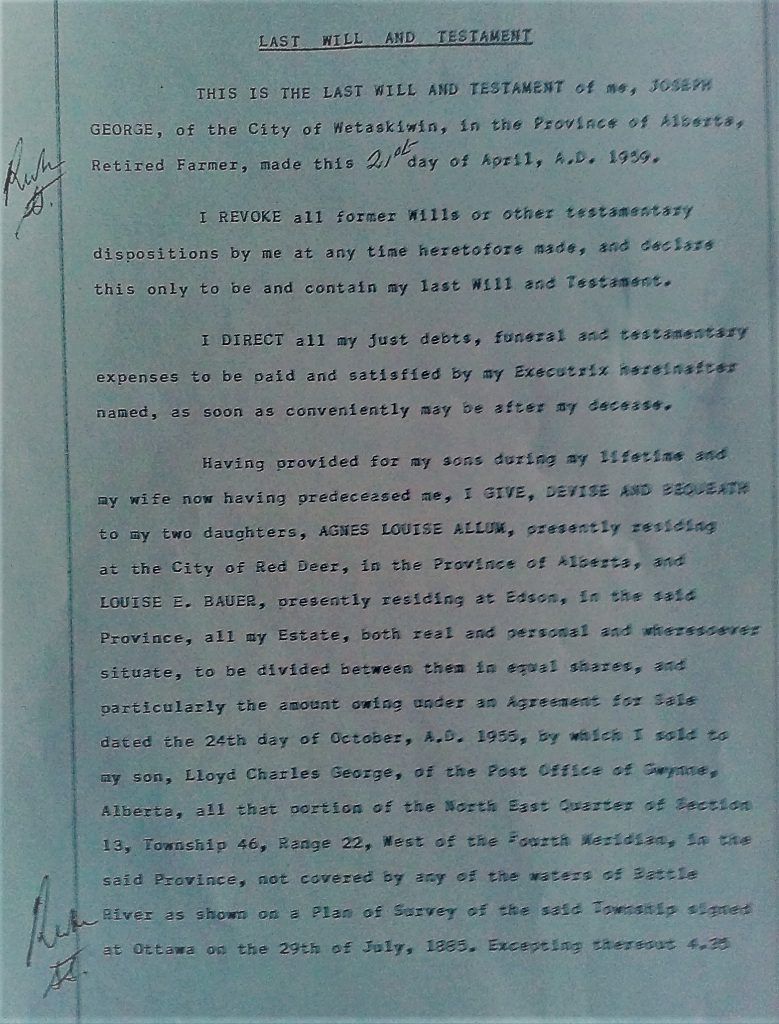 LAST WILL AND TESTAMENT
THIS IS THE LAST WILL AND TESTAMENT of me, JOSEPH
GEORGE, of the City of Wetaskiwin, in the Province of Alberta,
Retired Farmer, made this 21st day of April, A.D. 1959.
I REVOKE all former Wills or other testamentary
dispositions by me at any time heretofore made, and declare
this only to be and contain my last Will and Testament.
I DIRECT all my just debts, funeral and testamentary
expenses to be paid and satisfied by my Executrix hereinafter
named, as soon as conveniently may be after my decease.
Having provided for my sons during my lifetime and
my wife now having predeceased me, I GIVE, DEVISE AND BEQUEATH
to my two daughters, AGNES LOUISE ALLUM, presently residing
at the City of Red Deer, in the Province of Alberta, and
LOUISE E. BAUER, presently residing at Edson, in the said
Province, all my Estate, both real and personal and wheresoever
situate, to be divided between them in equal shares, and
particularly the amount owing under an Agreement for Sale
dated the 24th day of October, A.D. 1955, by which I sold to
my son, Lloyd Charles George, of the Post Office of Gwynne,
Alberta, all that portion of the North East Quarter of Section
13, Township 46, Range 22, West of the Fourth Meridian, in the
said Province, not covered by any of the waters of Battle
River as shown on a Plan of Survey of the said Township signed
at Ottawa on the 29th of July, 1885. Excepting thereout 4.35